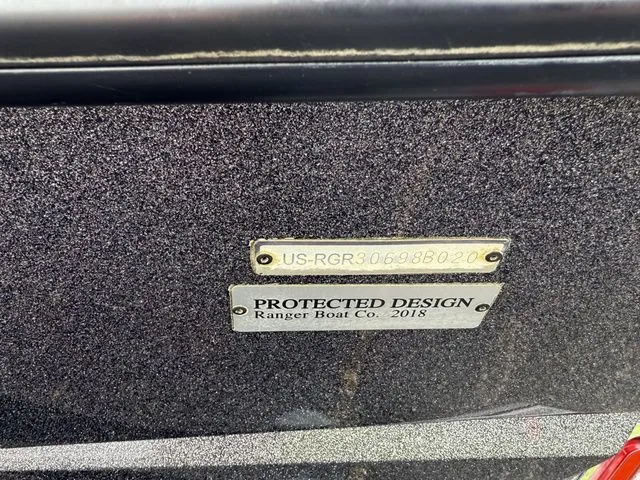 US-RGR30698B020
PROTECTED DESIGN
Ranger Boat Co. 2018